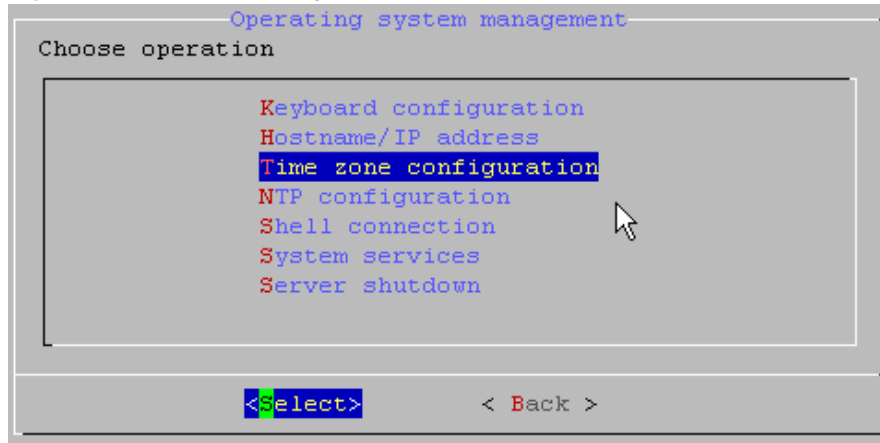 Operating system management
Choose operation
Keyboard configuration
Hostname/IP address
Time zone configuration
NTP configuration
Shell connection
System services
Server shutdown
<Select> < Back >